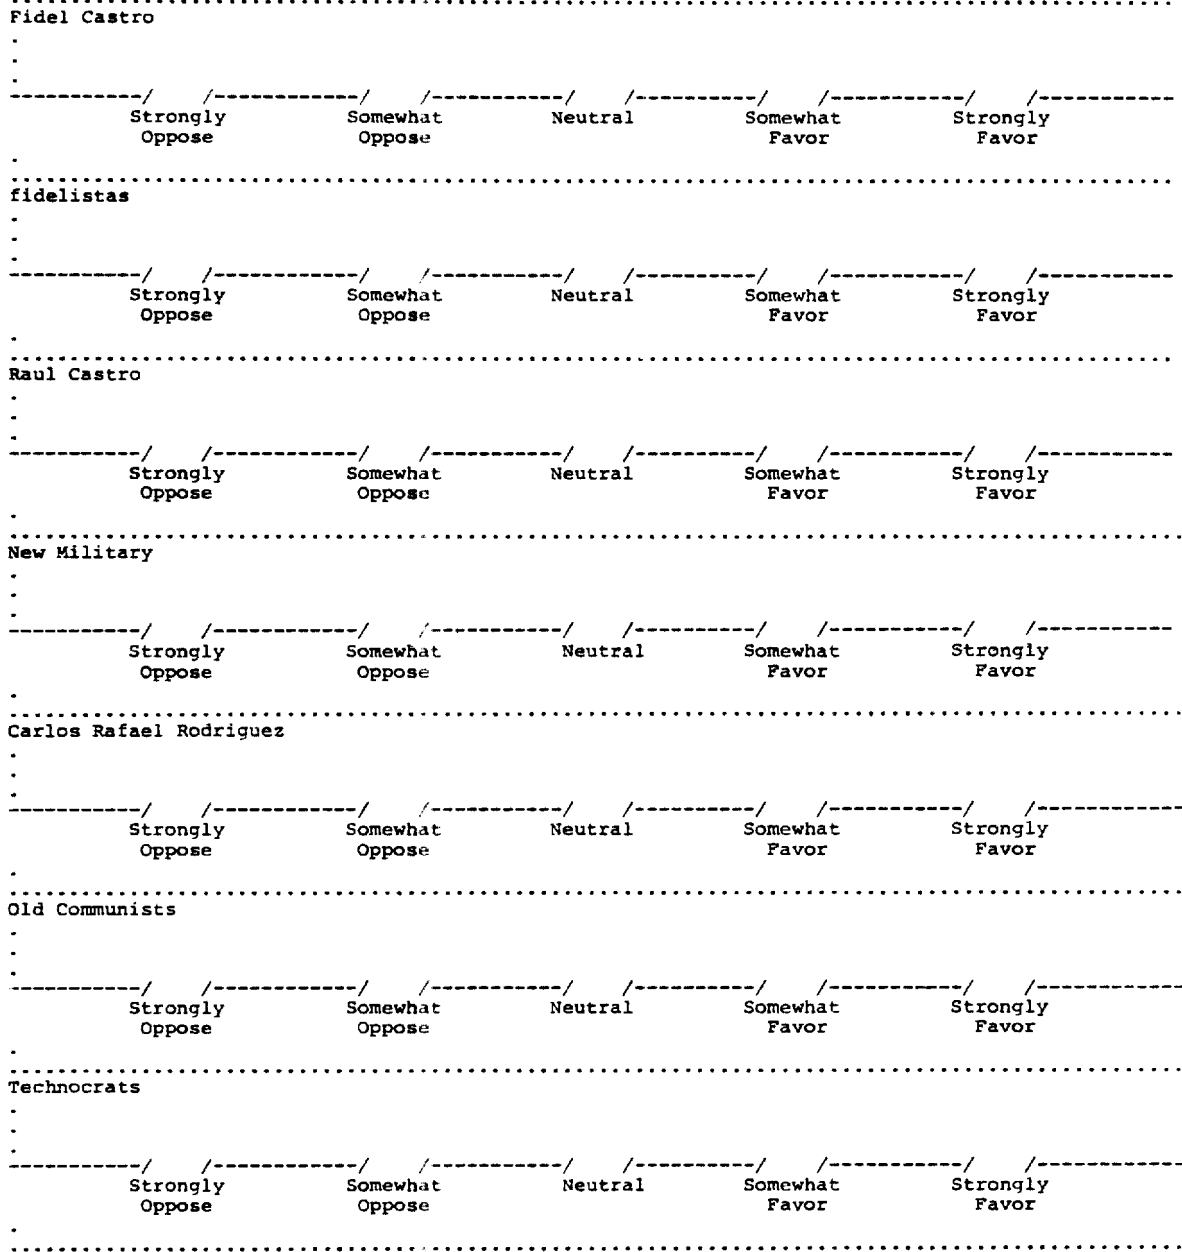 Fidel Castro
.
.
.
-----------/ /------------/ /-----------/ /----------/ /-----------/ /-----------
Strongly Somewhat Neutral Somewhat Strongly
Oppose Oppose Favor Favor
.
fidelistas
.
.
.
-----------/ /------------/ /-----------/ /----------/ /-----------/ /-----------
Strongly Somewhat Neutral Somewhat Strongly
Oppose Oppose Favor Favor
.
Raul Castro
.
.
.
-----------/ /------------/ /-----------/ /----------/ /-----------/ /-----------
Strongly Somewhat Neutral Somewhat Strongly
Oppose Oppose Favor Favor
.
New Military
.
.
.
-----------/ /------------/ /-----------/ /----------/ /-----------/ /-----------
Strongly Somewhat Neutral Somewhat Strongly
Oppose Oppose Favor Favor
.
Carlos Rafael Rodriguez
.
.
.
-----------/ /------------/ /-----------/ /----------/ /-----------/ /-----------
Strongly Somewhat Neutral Somewhat Strongly
Oppose Oppose Favor Favor
.
Old Communists
.
.
.
-----------/ /------------/ /-----------/ /----------/ /-----------/ /-----------
Strongly Somewhat Neutral Somewhat Strongly
Oppose Oppose Favor Favor
.
Technocrats
.
.
.
-----------/ /------------/ /-----------/ /----------/ /-----------/ /-----------
Strongly Somewhat Neutral Somewhat Strongly
Oppose Oppose Favor Favor
.